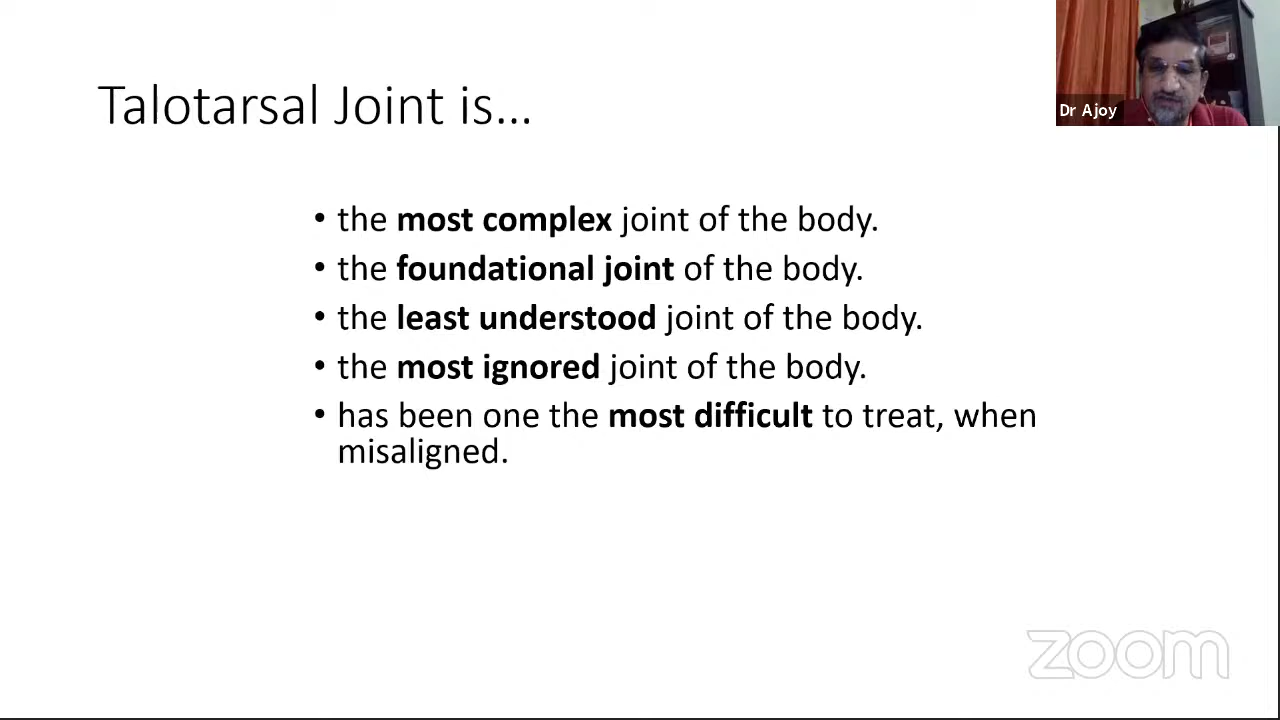 Talotarsal Joint is...
Dr Ajoy
• the most complex joint of the body.
• the foundational joint of the body.
• the least understood joint of the body.
• the most ignored joint of the body.
• has been one the most difficult to treat, when
misaligned.
zoom